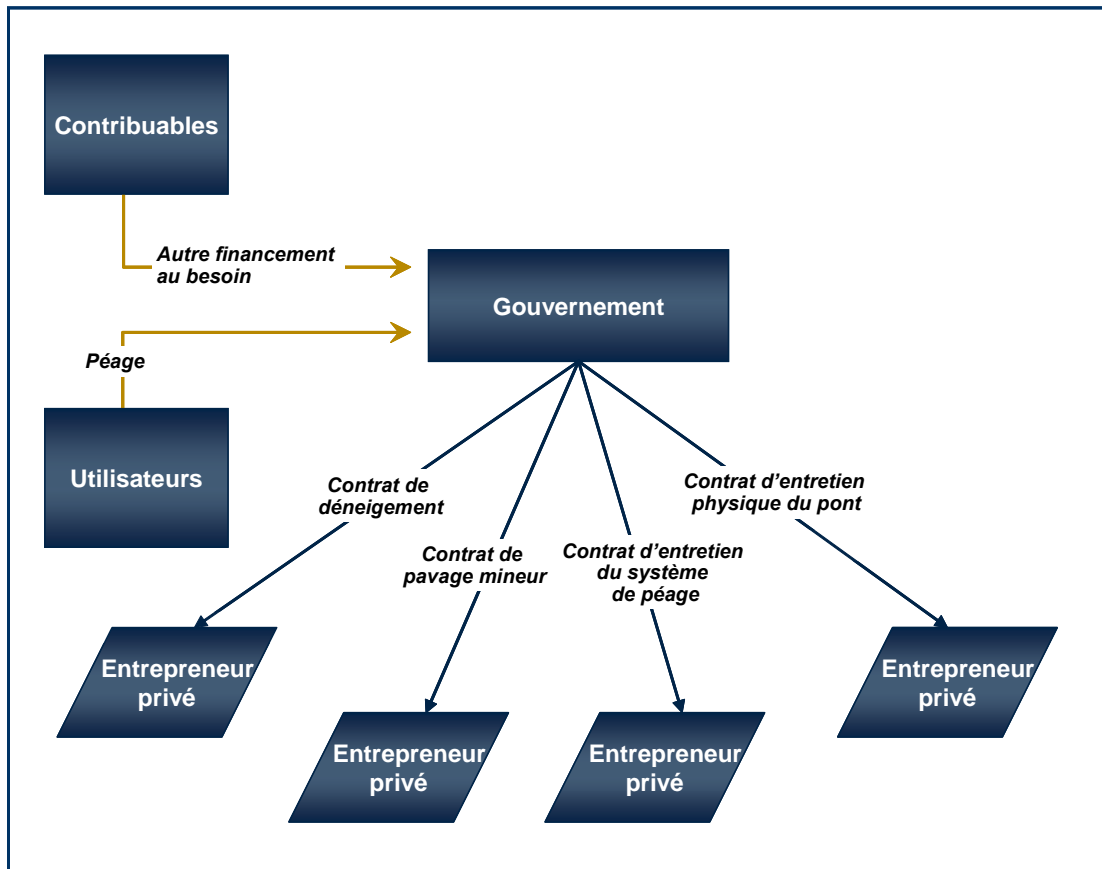 Contribuables
Autre financement
au besoin
Gouvernement
Péage
Utilisateurs
Contrat de
déneigement
Contrat de
pavage mineur
Contrat d’entretien
du système
de péage
Contrat d’entretien
physique du pont
Entrepreneur
privé
Entrepreneur
privé
Entrepreneur
privé
Entrepreneur
privé